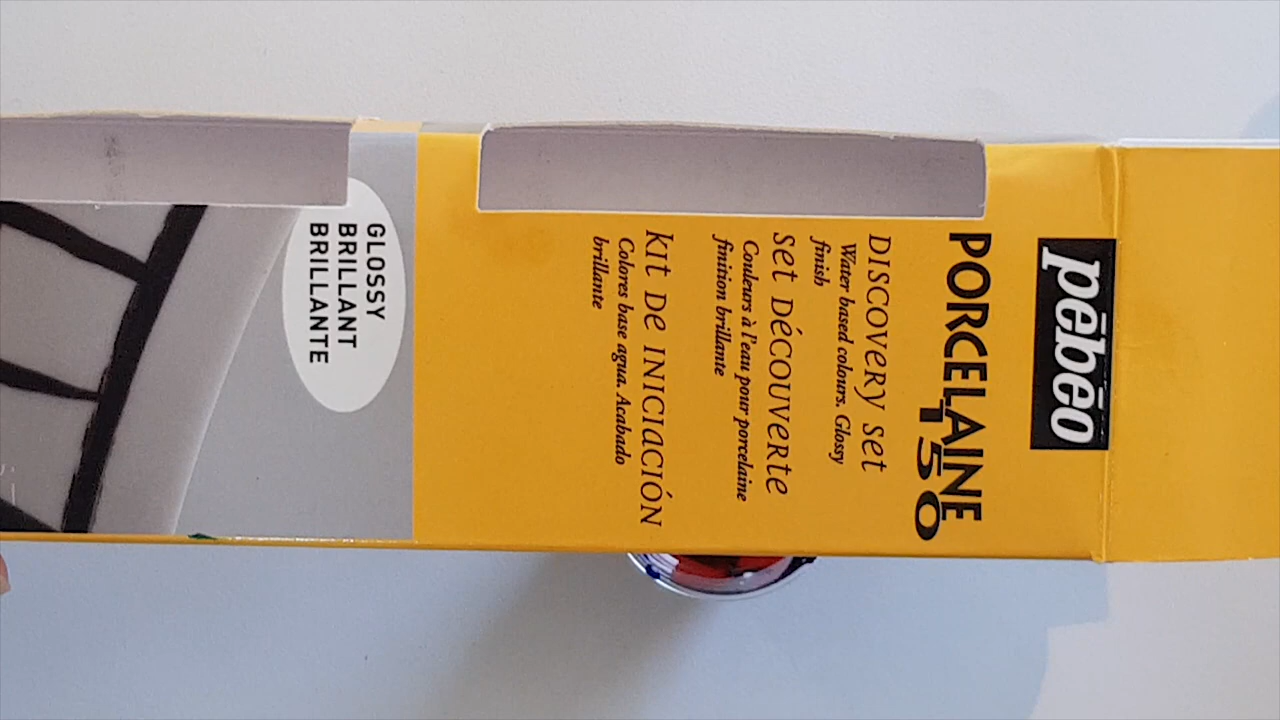 pēbēo
PORCELAINE
150
DISCOVERY SET
Water based colours. Glossy
finish
SET DÉCOUVERTE
Couleurs à l'eau pour porcelaine
finition brillante
KIT DE INICIACIÓN
Colores base agua. Acabado
brillante
GLOSSY
BRILLANT
BRILLANTE